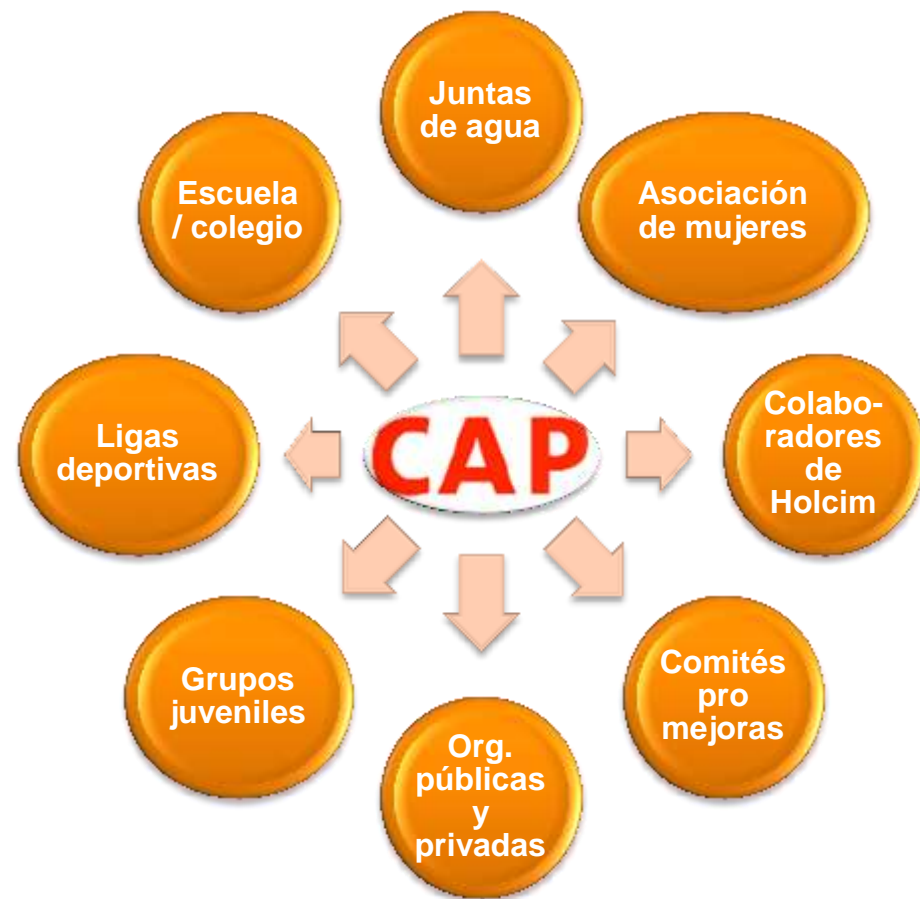 Juntas
de agua
Asociación
de mujeres
Colabo-
radores
de
Holcim
Comités
pro
mejoras
Org.
públicas
y
privadas
Grupos
juveniles
Ligas
deportivas
Escuela
/ colegio
CAP